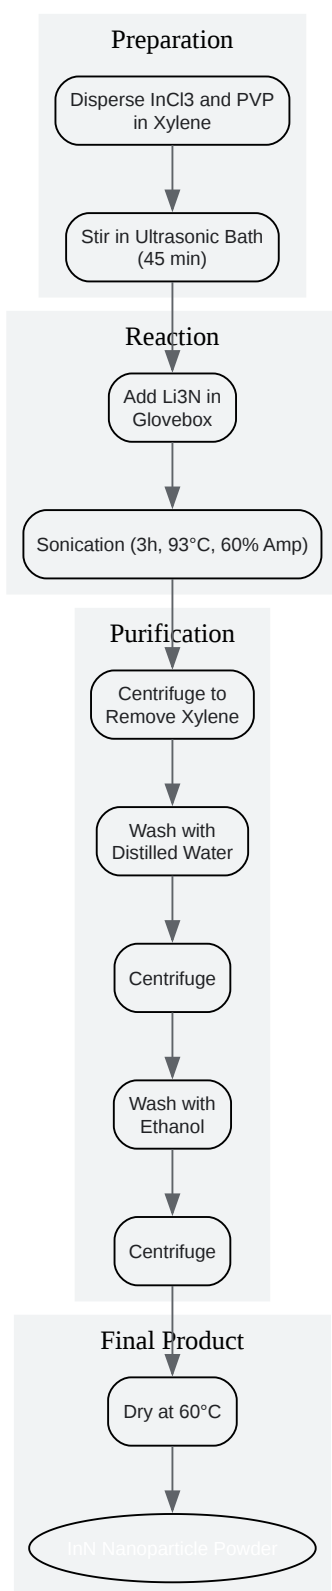 Preparation
Disperse InCl3 and PVP
in Xylene
Stir in Ultrasonic Bath
(45 min)
Reaction
Add Li3N in
Glovebox
Sonication (3h, 93°C, 60% Amp)
Purification
Centrifuge to
Remove Xylene
Wash with
Distilled Water
Centrifuge
Wash with
Ethanol
Centrifuge
Final Product
Dry at 60°C
InN Nanoparticle Powder